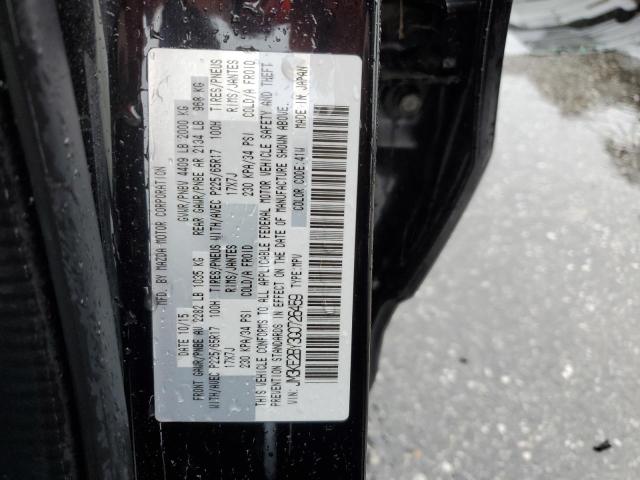 MFD. BY MAZDA MOTOR CORPORATION
DATE 10/15 GVWR/PNBV 4409 LB 2000 KG
FRONT GAWR/PNBE AV 2282 LB 1035 KG REAR GAWR/PNBE AR 2134 LB 968 KG
WITH/AVEC P225/65R17 100H TIRES/PNEUS WITH/AVEC P225/65R17 100H TIRES/PNEUS
17X7J RIMS/JANTES 17X7J RIMS/JANTES
230 KPA/34 PSI COLD/A FROID 230 KPA/34 PSI COLD/A FROID
THIS VEHICLE CONFORMS TO ALL APPLICABLE FEDERAL MOTOR VEHICLE SAFETY AND THEFT
PREVENTION STANDARDS IN EFFECT ON THE DATE OF MANUFACTURE SHOWN ABOVE.
VIN: JM3KE2BY3G0726459 TYPE: MPV COLOR CODE: 41W MADE IN JAPAN